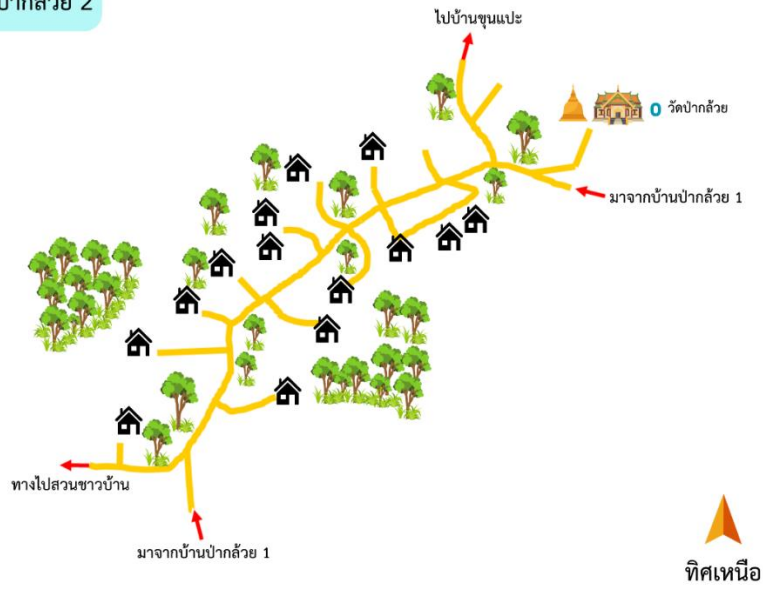 ป่ากล้วย 2
ไปบ้านขุนแปะ
O วัดป่ากล้วย
มาจากบ้านป่ากล้วย 1
ทางไปสวนชาวบ้าน
มาจากบ้านป่ากล้วย 1
ทิศเหนือ